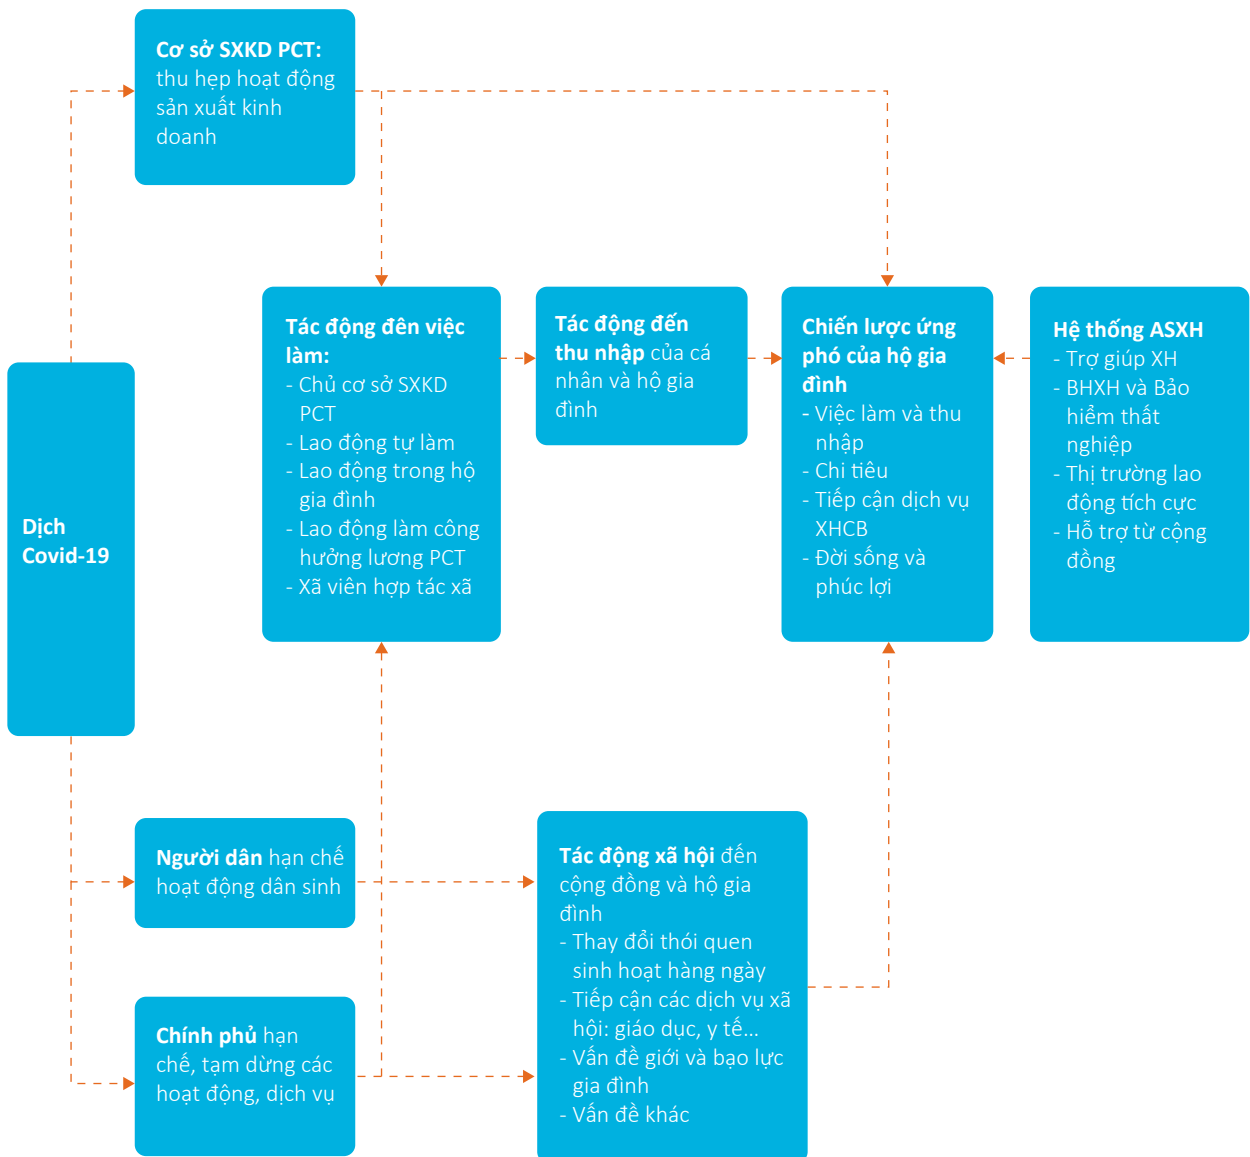 Cơ sở SXKD PCT:
thu hẹp hoạt động
sản xuất kinh
doanh
Dịch
Covid-19
Tác động đên việc
làm:
- Chủ cơ sở SXKD
PCT
- Lao động tự làm
- Lao động trong hộ
gia đình
- Lao động làm công
hưởng lương PCT
- Xã viên hợp tác xã
Tác động đến
thu nhập của cá
nhân và hộ gia
đình
Chiến lược ứng
phó của hộ gia
đình
- Việc làm và thu
nhập
- Chi tiêu
- Tiếp cận dịch vụ
XHCB
- Đời sống và
phúc lợi
Hệ thống ASXH
- Trợ giúp XH
- BHXH và Bảo
hiểm thất
nghiệp
- Thị trường lao
động tích cực
- Hỗ trợ từ cộng
đồng
Người dân hạn chế
hoạt động dân sinh
Chính phủ hạn
chế, tạm dừng các
hoạt động, dịch vụ
Tác động xã hội đến
cộng đồng và hộ gia
đình
- Thay đổi thói quen
sinh hoạt hàng ngày
- Tiếp cận các dịch vụ xã
hội: giáo dục, y tế...
- Vấn đề giới và bạo lực
gia đình
- Vấn đề khác